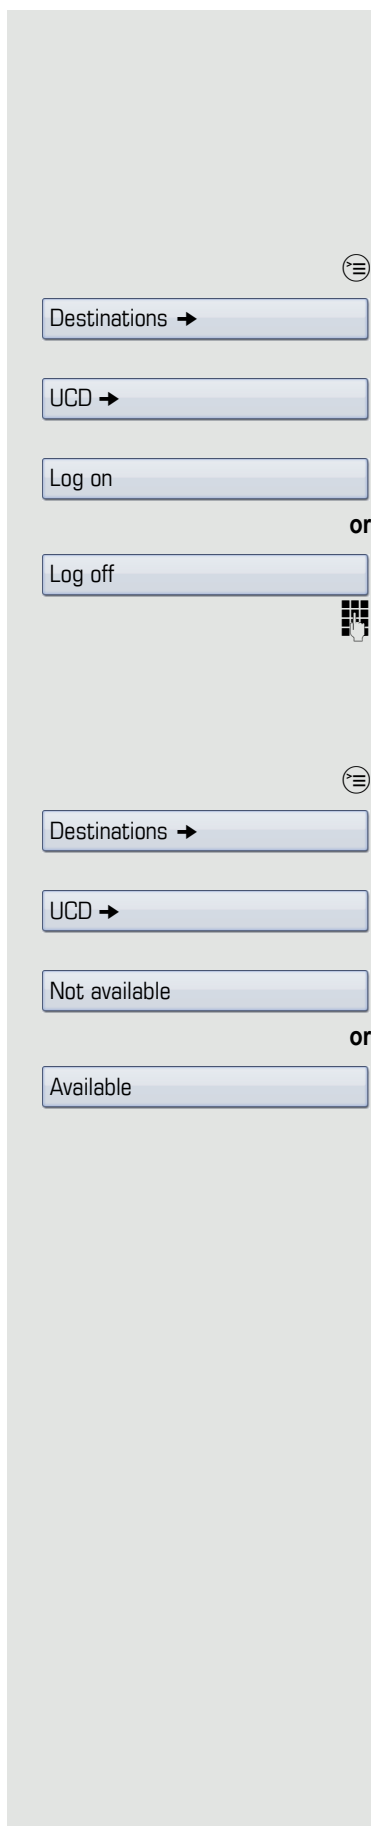 Destinations →
UCD →
Log on
or
Log off
Destinations →
UCD →
Not available
or
Available